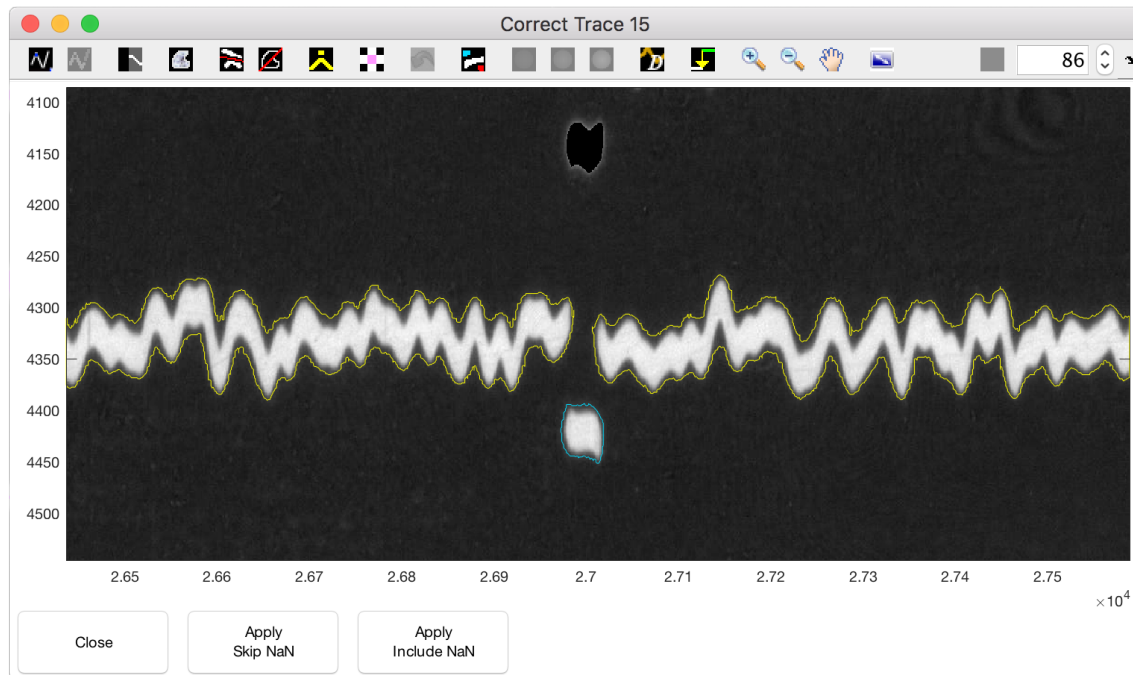 Correct Trace 15
86
4100
4150
4200
4250
4300
4350
4400
4450
4500
2.65 2.66 2.67 2.68 2.69 2.7 2.71 2.72 2.73 2.74 2.75
×10⁴
Close
Apply
Skip NaN
Apply
Include NaN